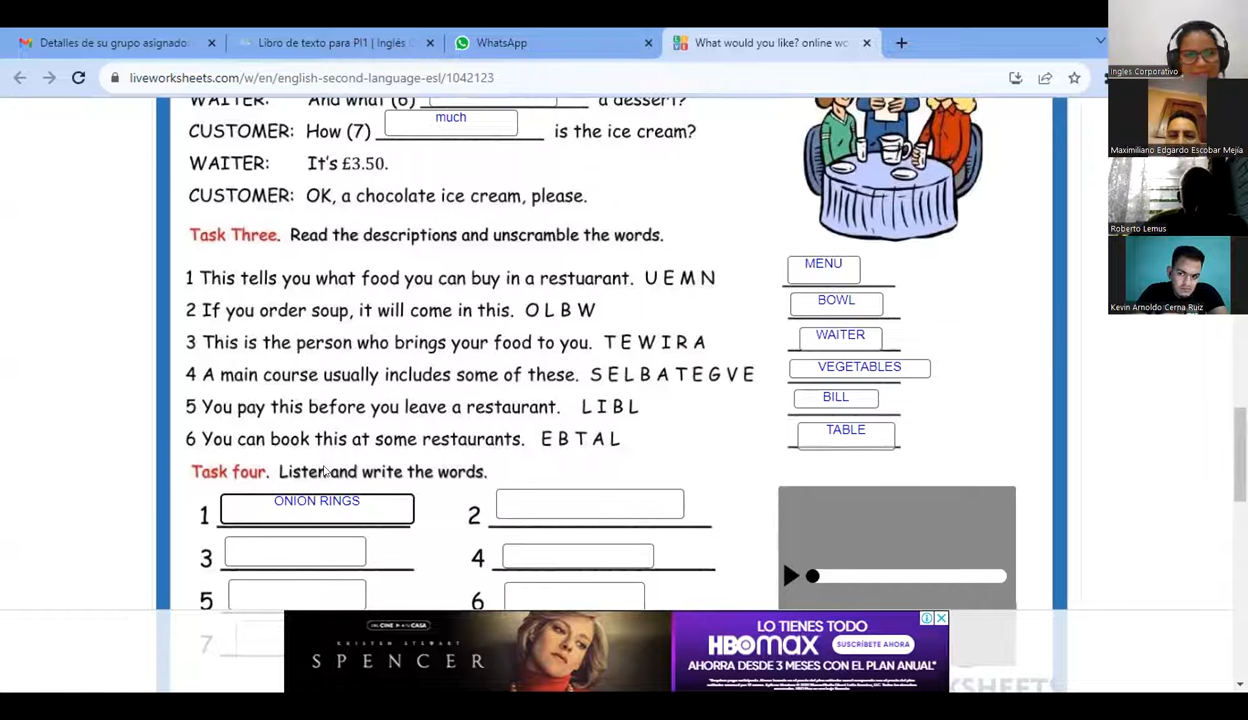 Detalles de su grupo asignado
Libro de texto para PI1 | Inglés C
WhatsApp
What would you like? online wo
liveworksheets.com/w/en/english-second-language-esl/1042123
WAITER: And what (6) a dessert?
CUSTOMER: How (7) much is the ice cream?
WAITER: It's £3.50.
CUSTOMER: OK, a chocolate ice cream, please.
Task Three. Read the descriptions and unscramble the words.
1 This tells you what food you can buy in a restuarant. U E M N MENU
2 If you order soup, it will come in this. O L B W BOWL
3 This is the person who brings your food to you. T E W I R A WAITER
4 A main course usually includes some of these. S E L B A T E G V E VEGETABLES
5 You pay this before you leave a restaurant. L I B L BILL
6 You can book this at some restaurants. E B T A L TABLE
Task four. Listen and write the words.
1 ONION RINGS 2
3 4
5 6
7
KRISTEN STEWART
SPENCER
LO TIENES TODO
HBOMAX SUSCRÍBETE AHORA
AHORRA DESDE 3 MESES CON EL PLAN ANUAL*
Ingles Corporativo
Maximiliano Edgardo Escobar Mejía
Roberto Lemus
Kevin Arnoldo Cerna Ruiz